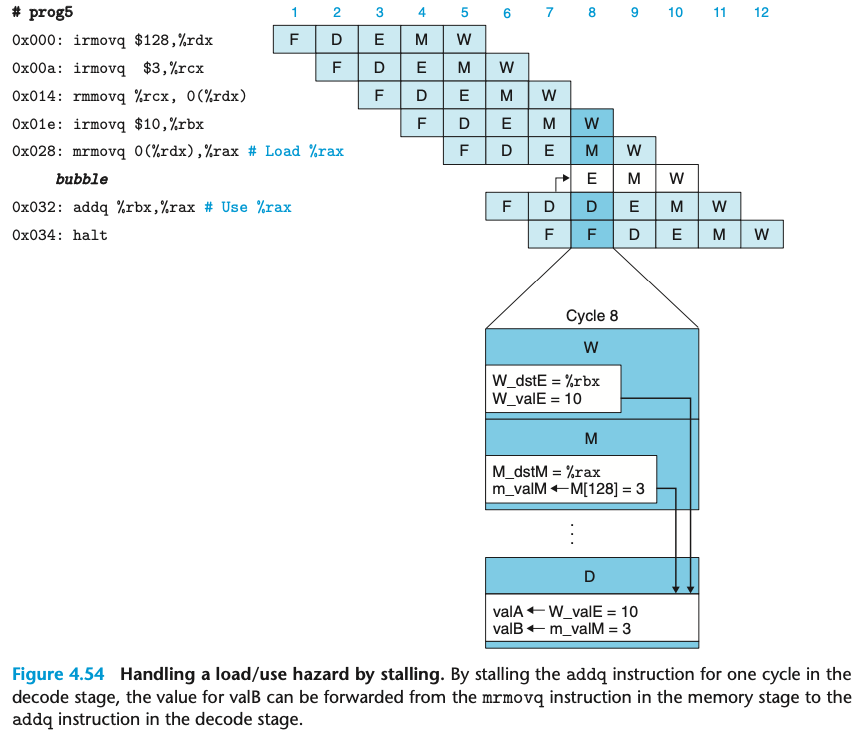 # prog5 1 2 3 4 5 6 7 8 9 10 11 12
0x000: irmovq $128,%rdx F D E M W
0x00a: irmovq $3,%rcx F D E M W
0x014: rmmovq %rcx, 0(%rdx) F D E M W
0x01e: irmovq $10,%rbx F D E M W
0x028: mrmovq 0(%rdx),%rax # Load %rax F D E M W
bubble E M W
0x032: addq %rbx,%rax # Use %rax F D D E M W
0x034: halt F F D E M W
Cycle 8
W
W_dstE = %rbx
W_valE = 10
M
M_dstM = %rax
m_valM ← M[128] = 3
D
valA ← W_valE = 10
valB ← m_valM = 3
Figure 4.54 Handling a load/use hazard by stalling. By stalling the addq instruction for one cycle in the
decode stage, the value for valB can be forwarded from the mrmovq instruction in the memory stage to the
addq instruction in the decode stage.